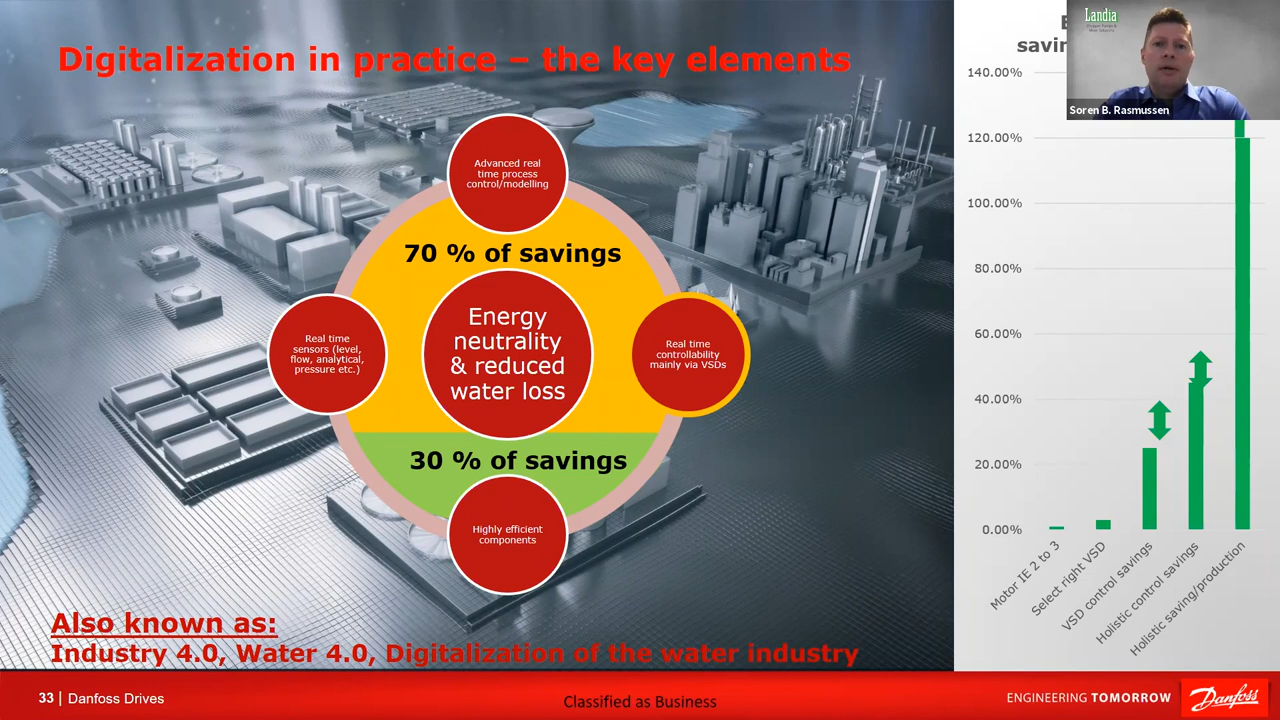 Digitalization in practice – the key elements
Advanced real
time process
control/modelling
70 % of savings
Real time
sensors (level,
flow, analytical,
pressure etc.)
Energy
neutrality
& reduced
water loss
Real time
controllability
mainly via VSDs
30 % of savings
Highly efficient
components
Also known as:
Industry 4.0, Water 4.0, Digitalization of the water industry
Landia
Soren B. Rasmussen
140.00%
120.00%
100.00%
80.00%
60.00%
40.00%
20.00%
0.00%
Motor IE 2 to 3
Select right VSD
VSD control savings
Holistic control savings
Holistic saving/production
33 | Danfoss Drives
Classified as Business
ENGINEERING TOMORROW
Danfoss